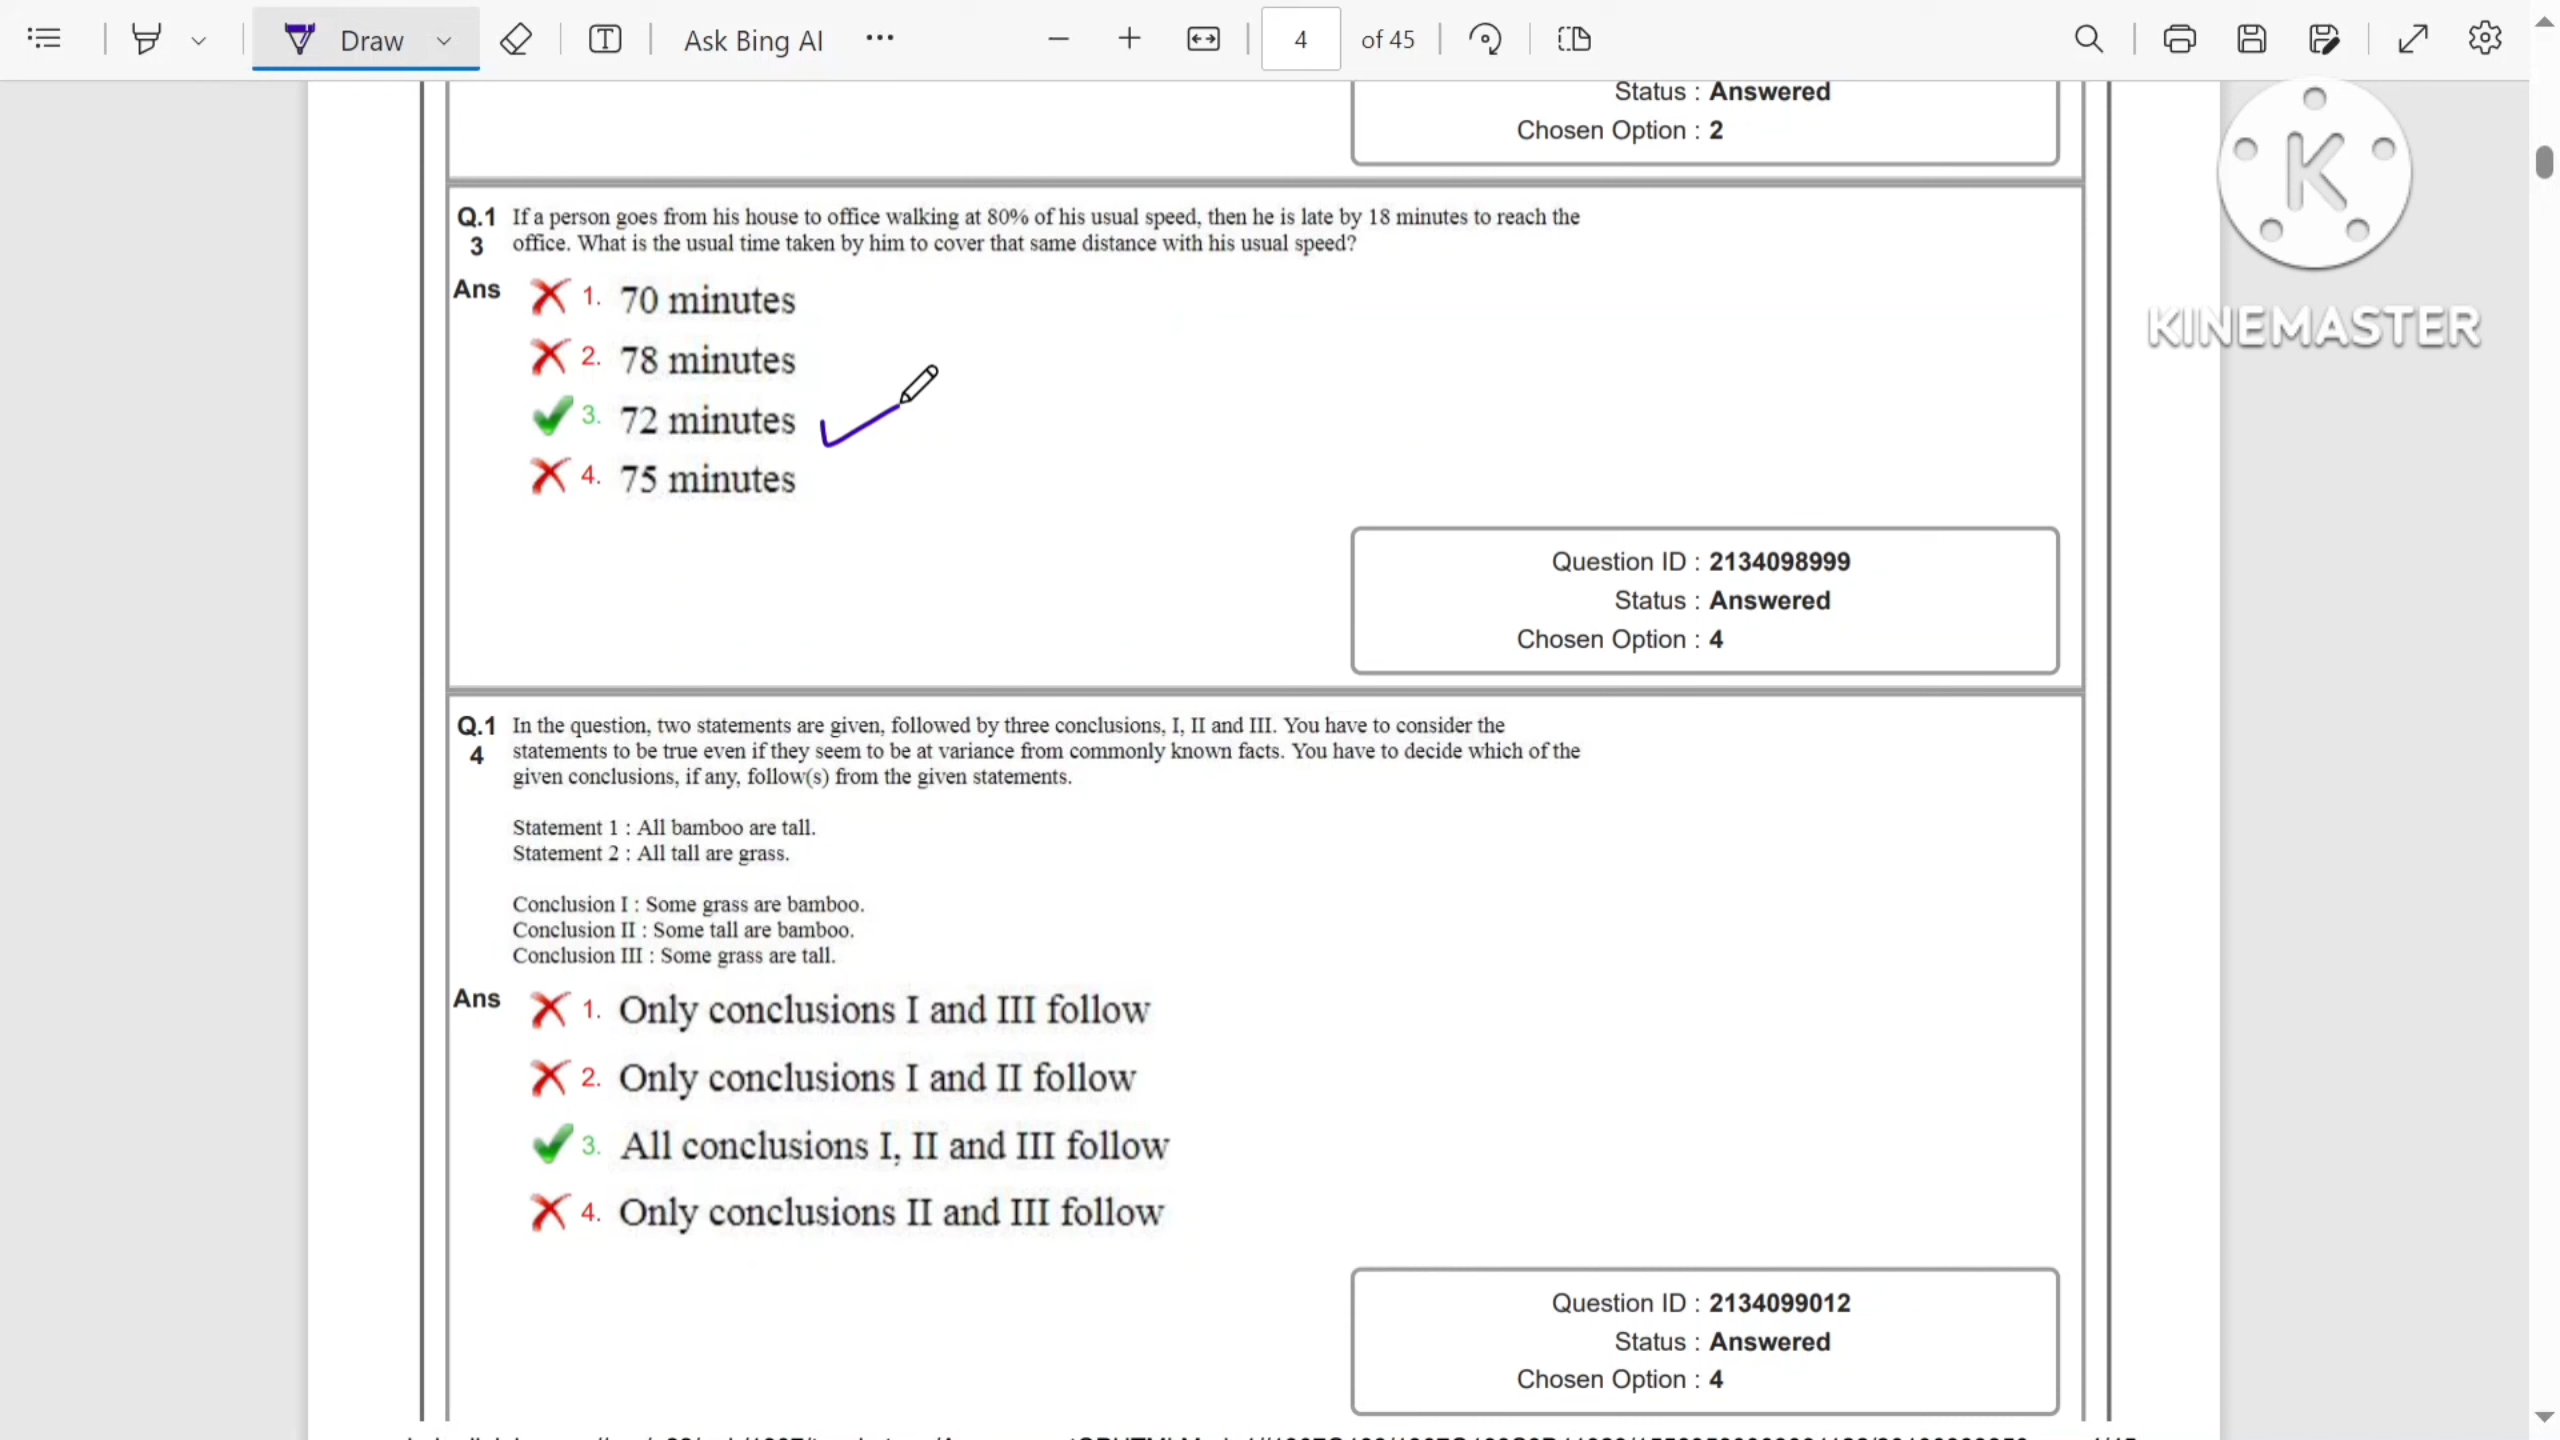 Draw
Ask Bing AI
4 of 45
Status : Answered
Chosen Option : 2
K
KINEMASTER
Q.1 If a person goes from his house to office walking at 80% of his usual speed, then he is late by 18 minutes to reach the
3 office. What is the usual time taken by him to cover that same distance with his usual speed?
Ans 1. 70 minutes
2. 78 minutes
3. 72 minutes
4. 75 minutes
Question ID : 2134098999
Status : Answered
Chosen Option : 4
Q.1 In the question, two statements are given, followed by three conclusions, I, II and III. You have to consider the
4 statements to be true even if they seem to be at variance from commonly known facts. You have to decide which of the
given conclusions, if any, follow(s) from the given statements.
Statement 1 : All bamboo are tall.
Statement 2 : All tall are grass.
Conclusion I : Some grass are bamboo.
Conclusion II : Some tall are bamboo.
Conclusion III : Some grass are tall.
Ans 1. Only conclusions I and III follow
2. Only conclusions I and II follow
3. All conclusions I, II and III follow
4. Only conclusions II and III follow
Question ID : 2134099012
Status : Answered
Chosen Option : 4